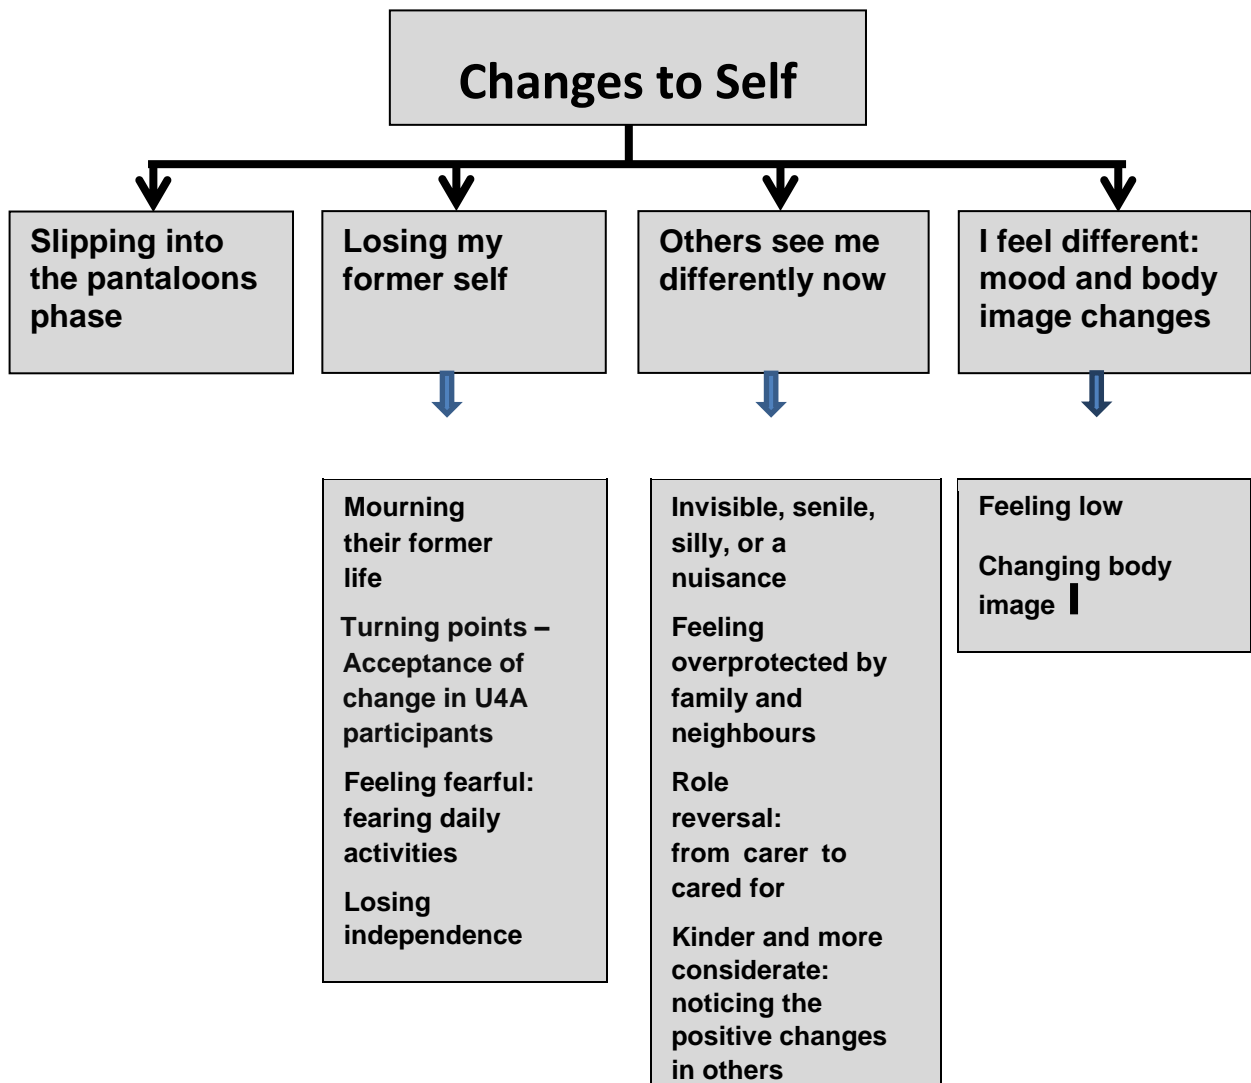 Changes to Self
Slipping into
the pantaloons
phase
Losing my
former self
Others see me
differently now
I feel different:
mood and body
image changes
Mourning
their former
life
Turning points –
Acceptance of
change in U4A
participants
Feeling fearful:
fearing daily
activities
Losing
independence
Invisible, senile,
silly, or a
nuisance
Feeling
overprotected by
family and
neighbours
Role
reversal:
from carer to
cared for
Kinder and more
considerate:
noticing the
positive changes
in others
Feeling low
Changing body
image